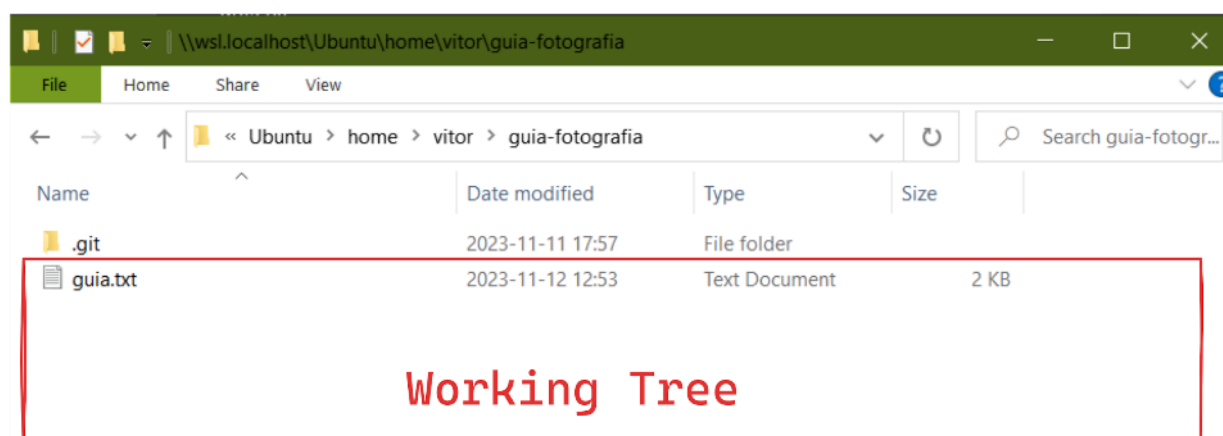 \\wsl.localhost\Ubuntu\home\vitor\guia-fotografia
File Home Share View
« Ubuntu > home > vitor > guia-fotografia Search guia-fotogr...
Name Date modified Type Size
.git 2023-11-11 17:57 File folder
guia.txt 2023-11-12 12:53 Text Document 2 KB
Working Tree